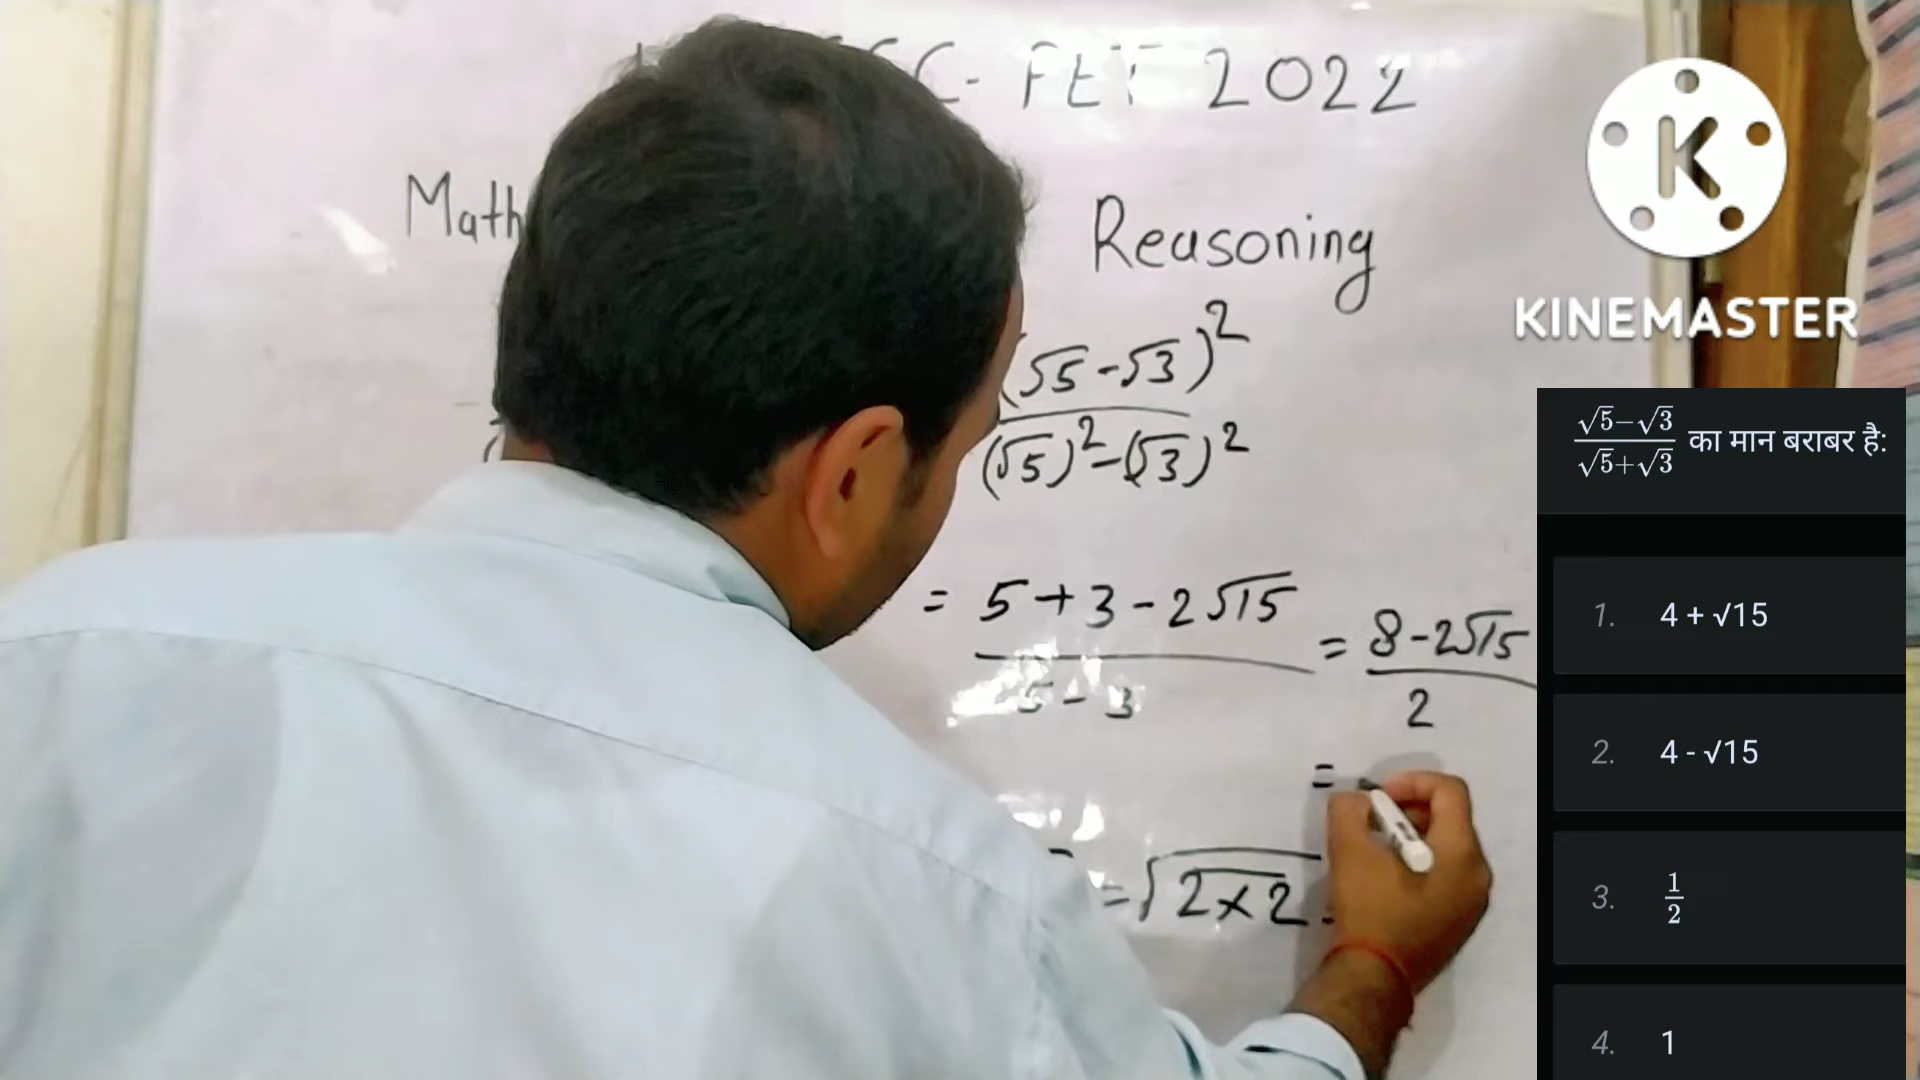 C- FET 2022
Math
Reasoning
(√5-√3)²
(√5)²-(√3)²
= 5+3-2√15
5-3
= 8-2√15
2
=
= √2×2
KINEMASTER
√5-√3
√5+√3 का मान बराबर है:
1. 4 + √15
2. 4 - √15
3. 1/2
4. 1